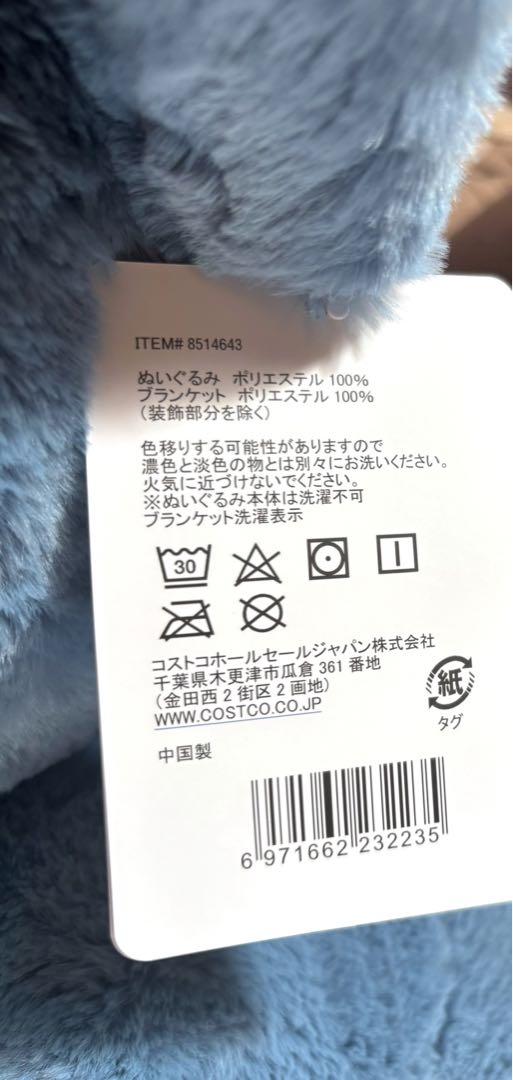 ITEM# 8514643
ぬいぐるみ ポリエステル 100%
ブランケット ポリエステル 100%
（装飾部分を除く）
色移りする可能性がありますので
濃色と淡色の物とは別々にお洗いください。
火気に近づけないでください。
※ぬいぐるみ本体は洗濯不可
ブランケット洗濯表示
30
コストコホールセールジャパン株式会社
千葉県木更津市瓜倉 361 番地
（金田西 2 街区 2 画地）
WWW.COSTCO.CO.JP
紙
タグ
中国製
6 971662 232235